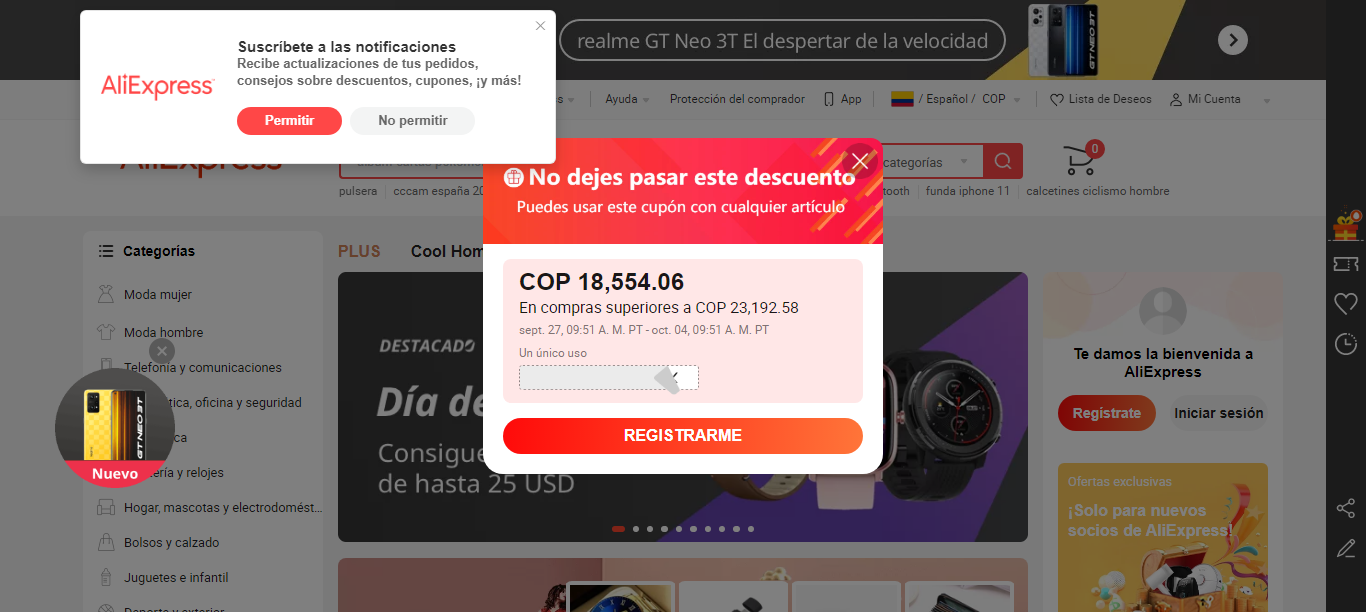 realme GT Neo 3T El despertar de la velocidad
Suscríbete a las notificaciones
Recibe actualizaciones de tus pedidos,
consejos sobre descuentos, cupones, ¡y más!
AliExpress
Permitir
No permitir
Ayuda
Protección del comprador
App
/ Español / COP
Lista de Deseos
Mi Cuenta
categorías
0
pulsera
cccam españa 20
funda iphone 11
calcetines ciclismo hombre
No dejes pasar este descuento
Puedes usar este cupón con cualquier artículo
COP 18,554.06
En compras superiores a COP 23,192.58
sept. 27, 09:51 A. M. PT - oct. 04, 09:51 A. M. PT
Un único uso
REGISTRARME
Categorías
Moda mujer
Moda hombre
Telefonía y comunicaciones
oficina y seguridad
y relojes
Hogar, mascotas y electrodomést...
Bolsos y calzado
Juguetes e infantil
Deporte y exterior
GT NEO 3T
Nuevo
PLUS
Cool Hom
DESTACADO
Día de
Consigue
de hasta 25 USD
Te damos la bienvenida a
AliExpress
Regístrate
Iniciar sesión
Ofertas exclusivas
¡Solo para nuevos
socios de AliExpress!